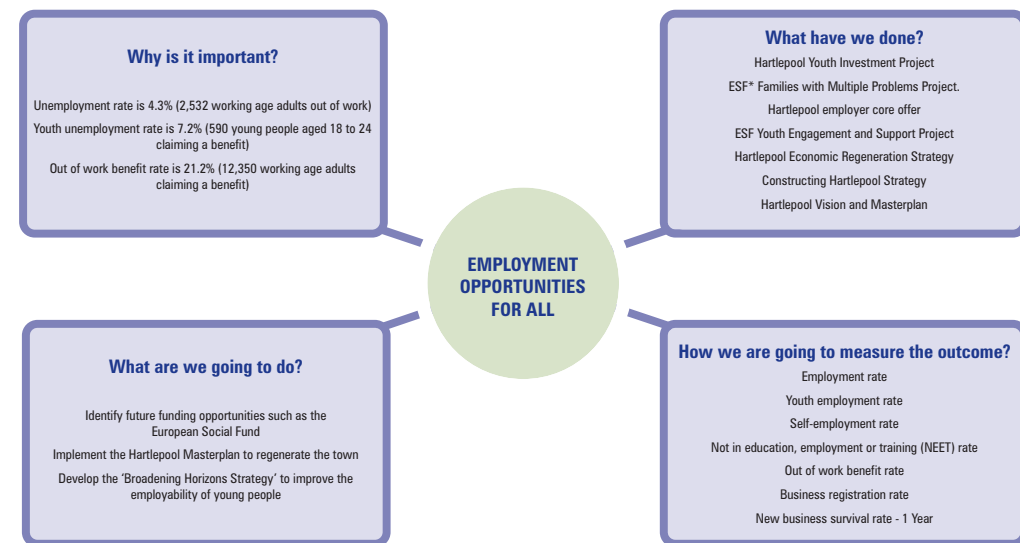 Why is it important?
Unemployment rate is 4.3% (2,532 working age adults out of work)
Youth unemployment rate is 7.2% (590 young people aged 18 to 24
claiming a benefit)
Out of work benefit rate is 21.2% (12,350 working age adults
claiming a benefit)
What have we done?
Hartlepool Youth Investment Project
ESF* Families with Multiple Problems Project.
Hartlepool employer core offer
ESF Youth Engagement and Support Project
Hartlepool Economic Regeneration Strategy
Constructing Hartlepool Strategy
Hartlepool Vision and Masterplan
EMPLOYMENT
OPPORTUNITIES
FOR ALL
What are we going to do?
Identify future funding opportunities such as the
European Social Fund
Implement the Hartlepool Masterplan to regenerate the town
Develop the ‘Broadening Horizons Strategy’ to improve the
employability of young people
How we are going to measure the outcome?
Employment rate
Youth employment rate
Self-employment rate
Not in education, employment or training (NEET) rate
Out of work benefit rate
Business registration rate
New business survival rate - 1 Year